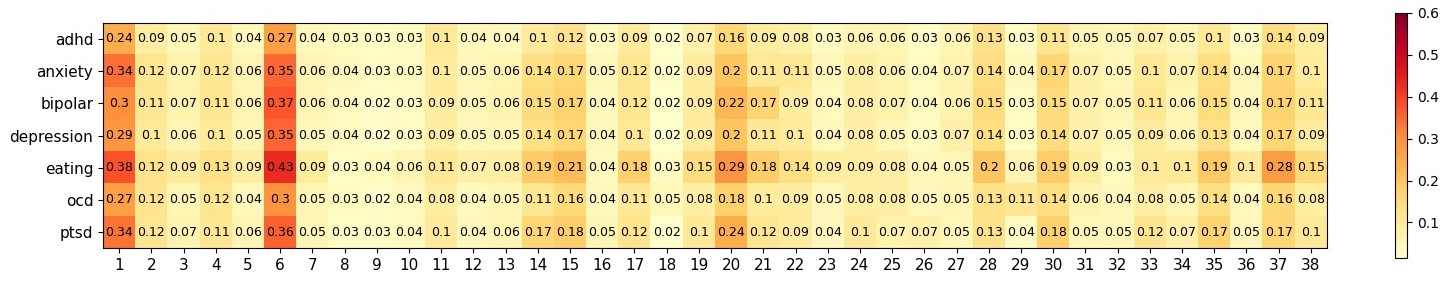 adhd 0.24 0.09 0.05 0.1 0.04 0.27 0.04 0.03 0.03 0.03 0.1 0.04 0.04 0.1 0.12 0.03 0.09 0.02 0.07 0.16 0.09 0.08 0.03 0.06 0.06 0.03 0.06 0.13 0.03 0.11 0.05 0.05 0.07 0.05 0.1 0.03 0.14 0.09
anxiety 0.34 0.12 0.07 0.12 0.06 0.35 0.06 0.04 0.03 0.03 0.1 0.05 0.06 0.14 0.17 0.05 0.12 0.02 0.09 0.2 0.11 0.11 0.05 0.08 0.06 0.04 0.07 0.14 0.04 0.17 0.07 0.05 0.1 0.07 0.14 0.04 0.17 0.1
bipolar 0.3 0.11 0.07 0.11 0.06 0.37 0.06 0.04 0.02 0.03 0.09 0.05 0.06 0.15 0.17 0.04 0.12 0.02 0.09 0.22 0.17 0.09 0.04 0.08 0.07 0.04 0.06 0.15 0.03 0.15 0.07 0.05 0.11 0.06 0.15 0.04 0.17 0.11
depression 0.29 0.1 0.06 0.1 0.05 0.35 0.05 0.04 0.02 0.03 0.09 0.05 0.05 0.14 0.17 0.04 0.1 0.02 0.09 0.2 0.11 0.1 0.04 0.08 0.05 0.03 0.07 0.14 0.03 0.14 0.07 0.05 0.09 0.06 0.13 0.04 0.17 0.09
eating 0.38 0.12 0.09 0.13 0.09 0.43 0.09 0.03 0.04 0.06 0.11 0.07 0.08 0.19 0.21 0.04 0.18 0.03 0.15 0.29 0.18 0.14 0.09 0.09 0.08 0.04 0.05 0.2 0.06 0.19 0.09 0.03 0.1 0.1 0.19 0.1 0.28 0.15
ocd 0.27 0.12 0.05 0.12 0.04 0.3 0.05 0.03 0.02 0.04 0.08 0.04 0.05 0.11 0.16 0.04 0.11 0.05 0.08 0.18 0.1 0.09 0.05 0.08 0.08 0.05 0.05 0.13 0.11 0.14 0.06 0.04 0.08 0.05 0.14 0.04 0.16 0.08
ptsd 0.34 0.12 0.07 0.11 0.06 0.36 0.05 0.03 0.03 0.04 0.1 0.04 0.06 0.17 0.18 0.05 0.12 0.02 0.1 0.24 0.12 0.09 0.04 0.1 0.07 0.07 0.05 0.13 0.04 0.18 0.05 0.05 0.12 0.07 0.17 0.05 0.17 0.1
1 2 3 4 5 6 7 8 9 10 11 12 13 14 15 16 17 18 19 20 21 22 23 24 25 26 27 28 29 30 31 32 33 34 35 36 37 38
0.6
0.5
0.4
0.3
0.2
0.1